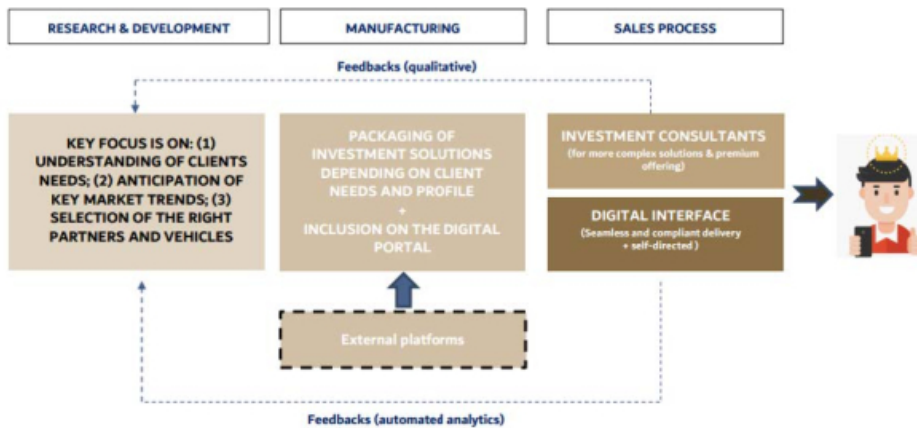 RESEARCH & DEVELOPMENT
MANUFACTURING
SALES PROCESS
Feedbacks (qualitative)
KEY FOCUS IS ON: (1)
UNDERSTANDING OF CLIENTS
NEEDS; (2) ANTICIPATION OF
KEY MARKET TRENDS; (3)
SELECTION OF THE RIGHT
PARTNERS AND VEHICLES
PACKAGING OF
INVESTMENT SOLUTIONS
DEPENDING ON CLIENT
NEEDS AND PROFILE
+
INCLUSION ON THE DIGITAL
PORTAL
INVESTMENT CONSULTANTS
(for more complex solutions & premium
offering)
DIGITAL INTERFACE
(Seamless and compliant delivery
+ self-directed)
External platforms
Feedbacks (automated analytics)